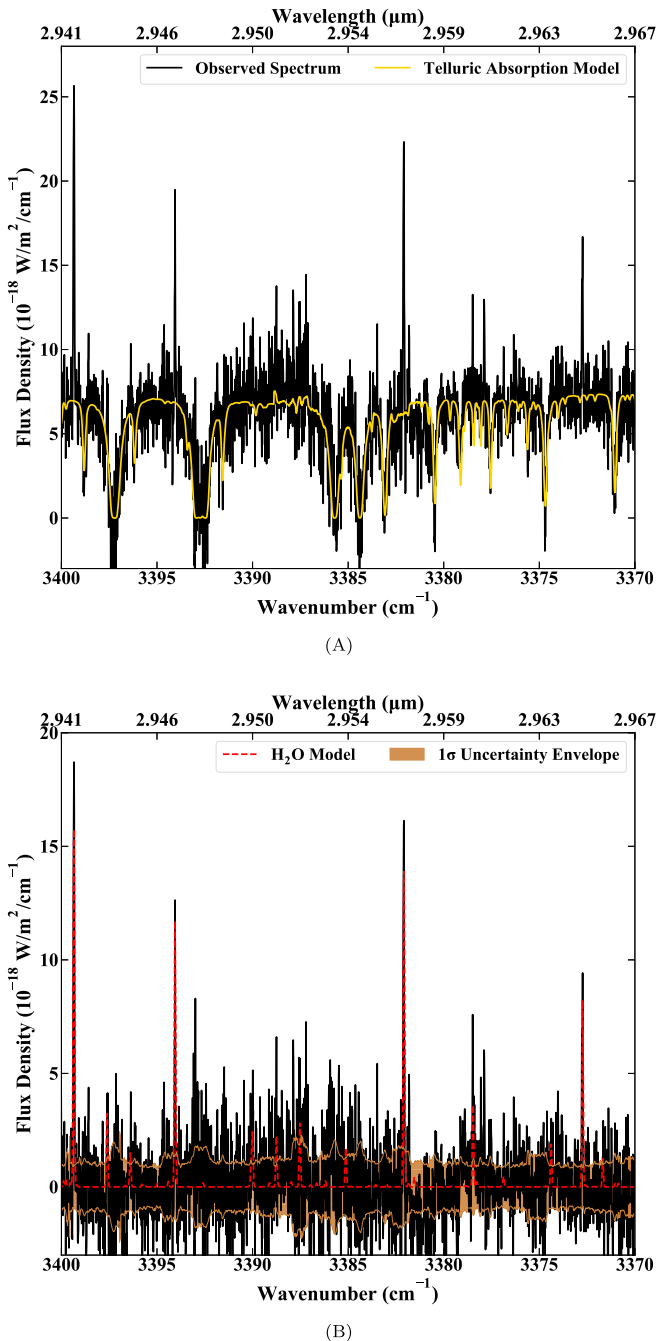 Wavelength (μm)
2.941 2.946 2.950 2.954 2.959 2.963 2.967
Observed Spectrum Telluric Absorption Model
25
20
15
10
5
0
Flux Density (10⁻¹⁸ W/m²/cm⁻¹)
3400 3395 3390 3385 3380 3375 3370
Wavenumber (cm⁻¹)
(A)
Wavelength (μm)
2.941 2.946 2.950 2.954 2.959 2.963 2.967
H₂O Model 1σ Uncertainty Envelope
20
15
10
5
0
Flux Density (10⁻¹⁸ W/m²/cm⁻¹)
3400 3395 3390 3385 3380 3375 3370
Wavenumber (cm⁻¹)
(B)